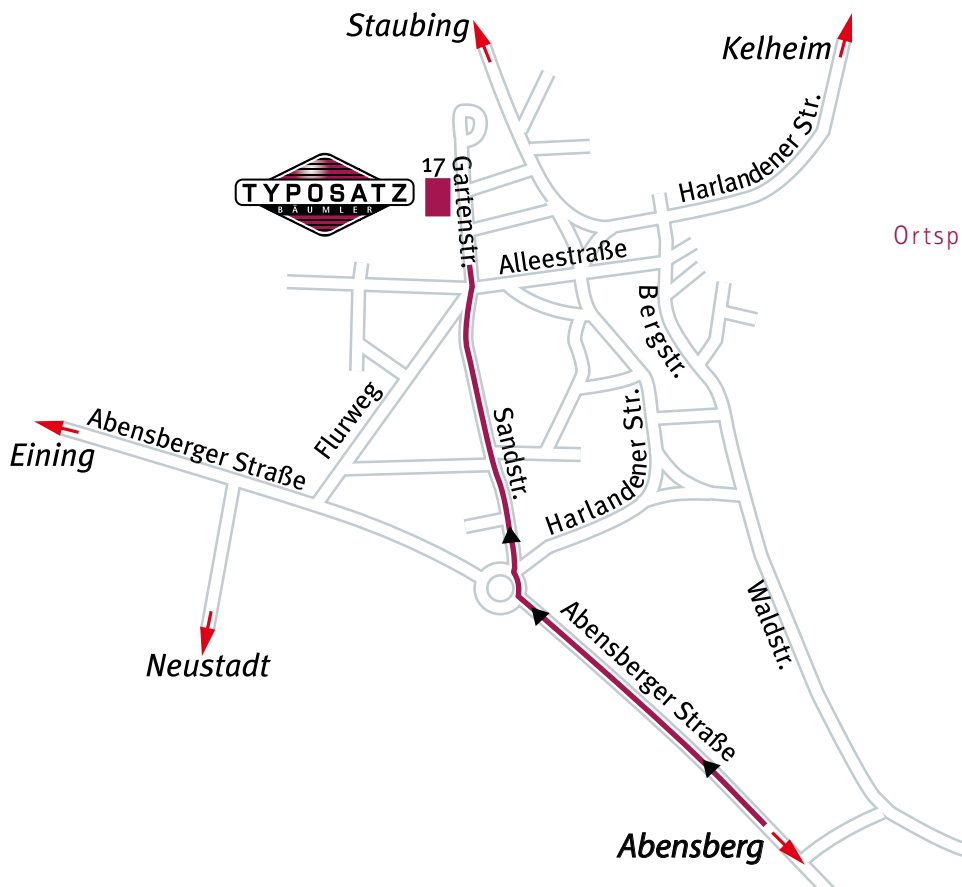 Staubing
Kelheim
Harlandener Str.
17
Gartenstr.
TYPOSATZ
BÄUMLER
Ortsp
Alleestraße
Bergstr.
Abensberger Straße
Eining
Flurweg
Sandstr.
Harlandener Str.
Neustadt
Abensberger Straße
Waldstr.
Abensberg